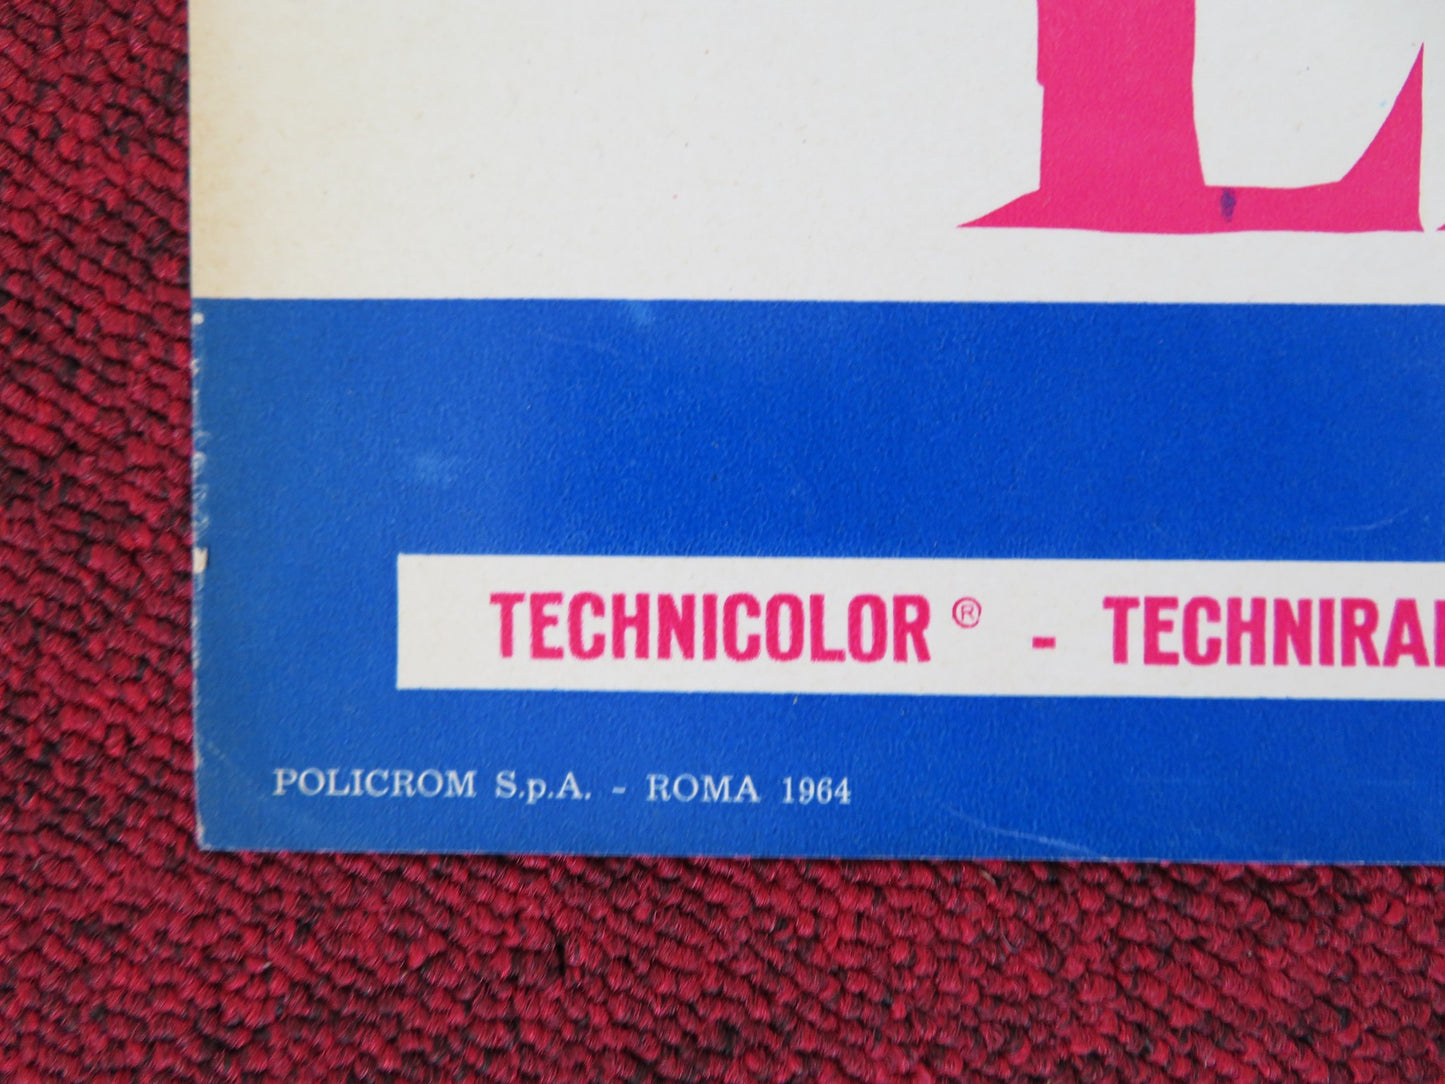 L
TECHNICOLOR ® - TECHNIRA
POLICROM S.p.A. - ROMA 1964